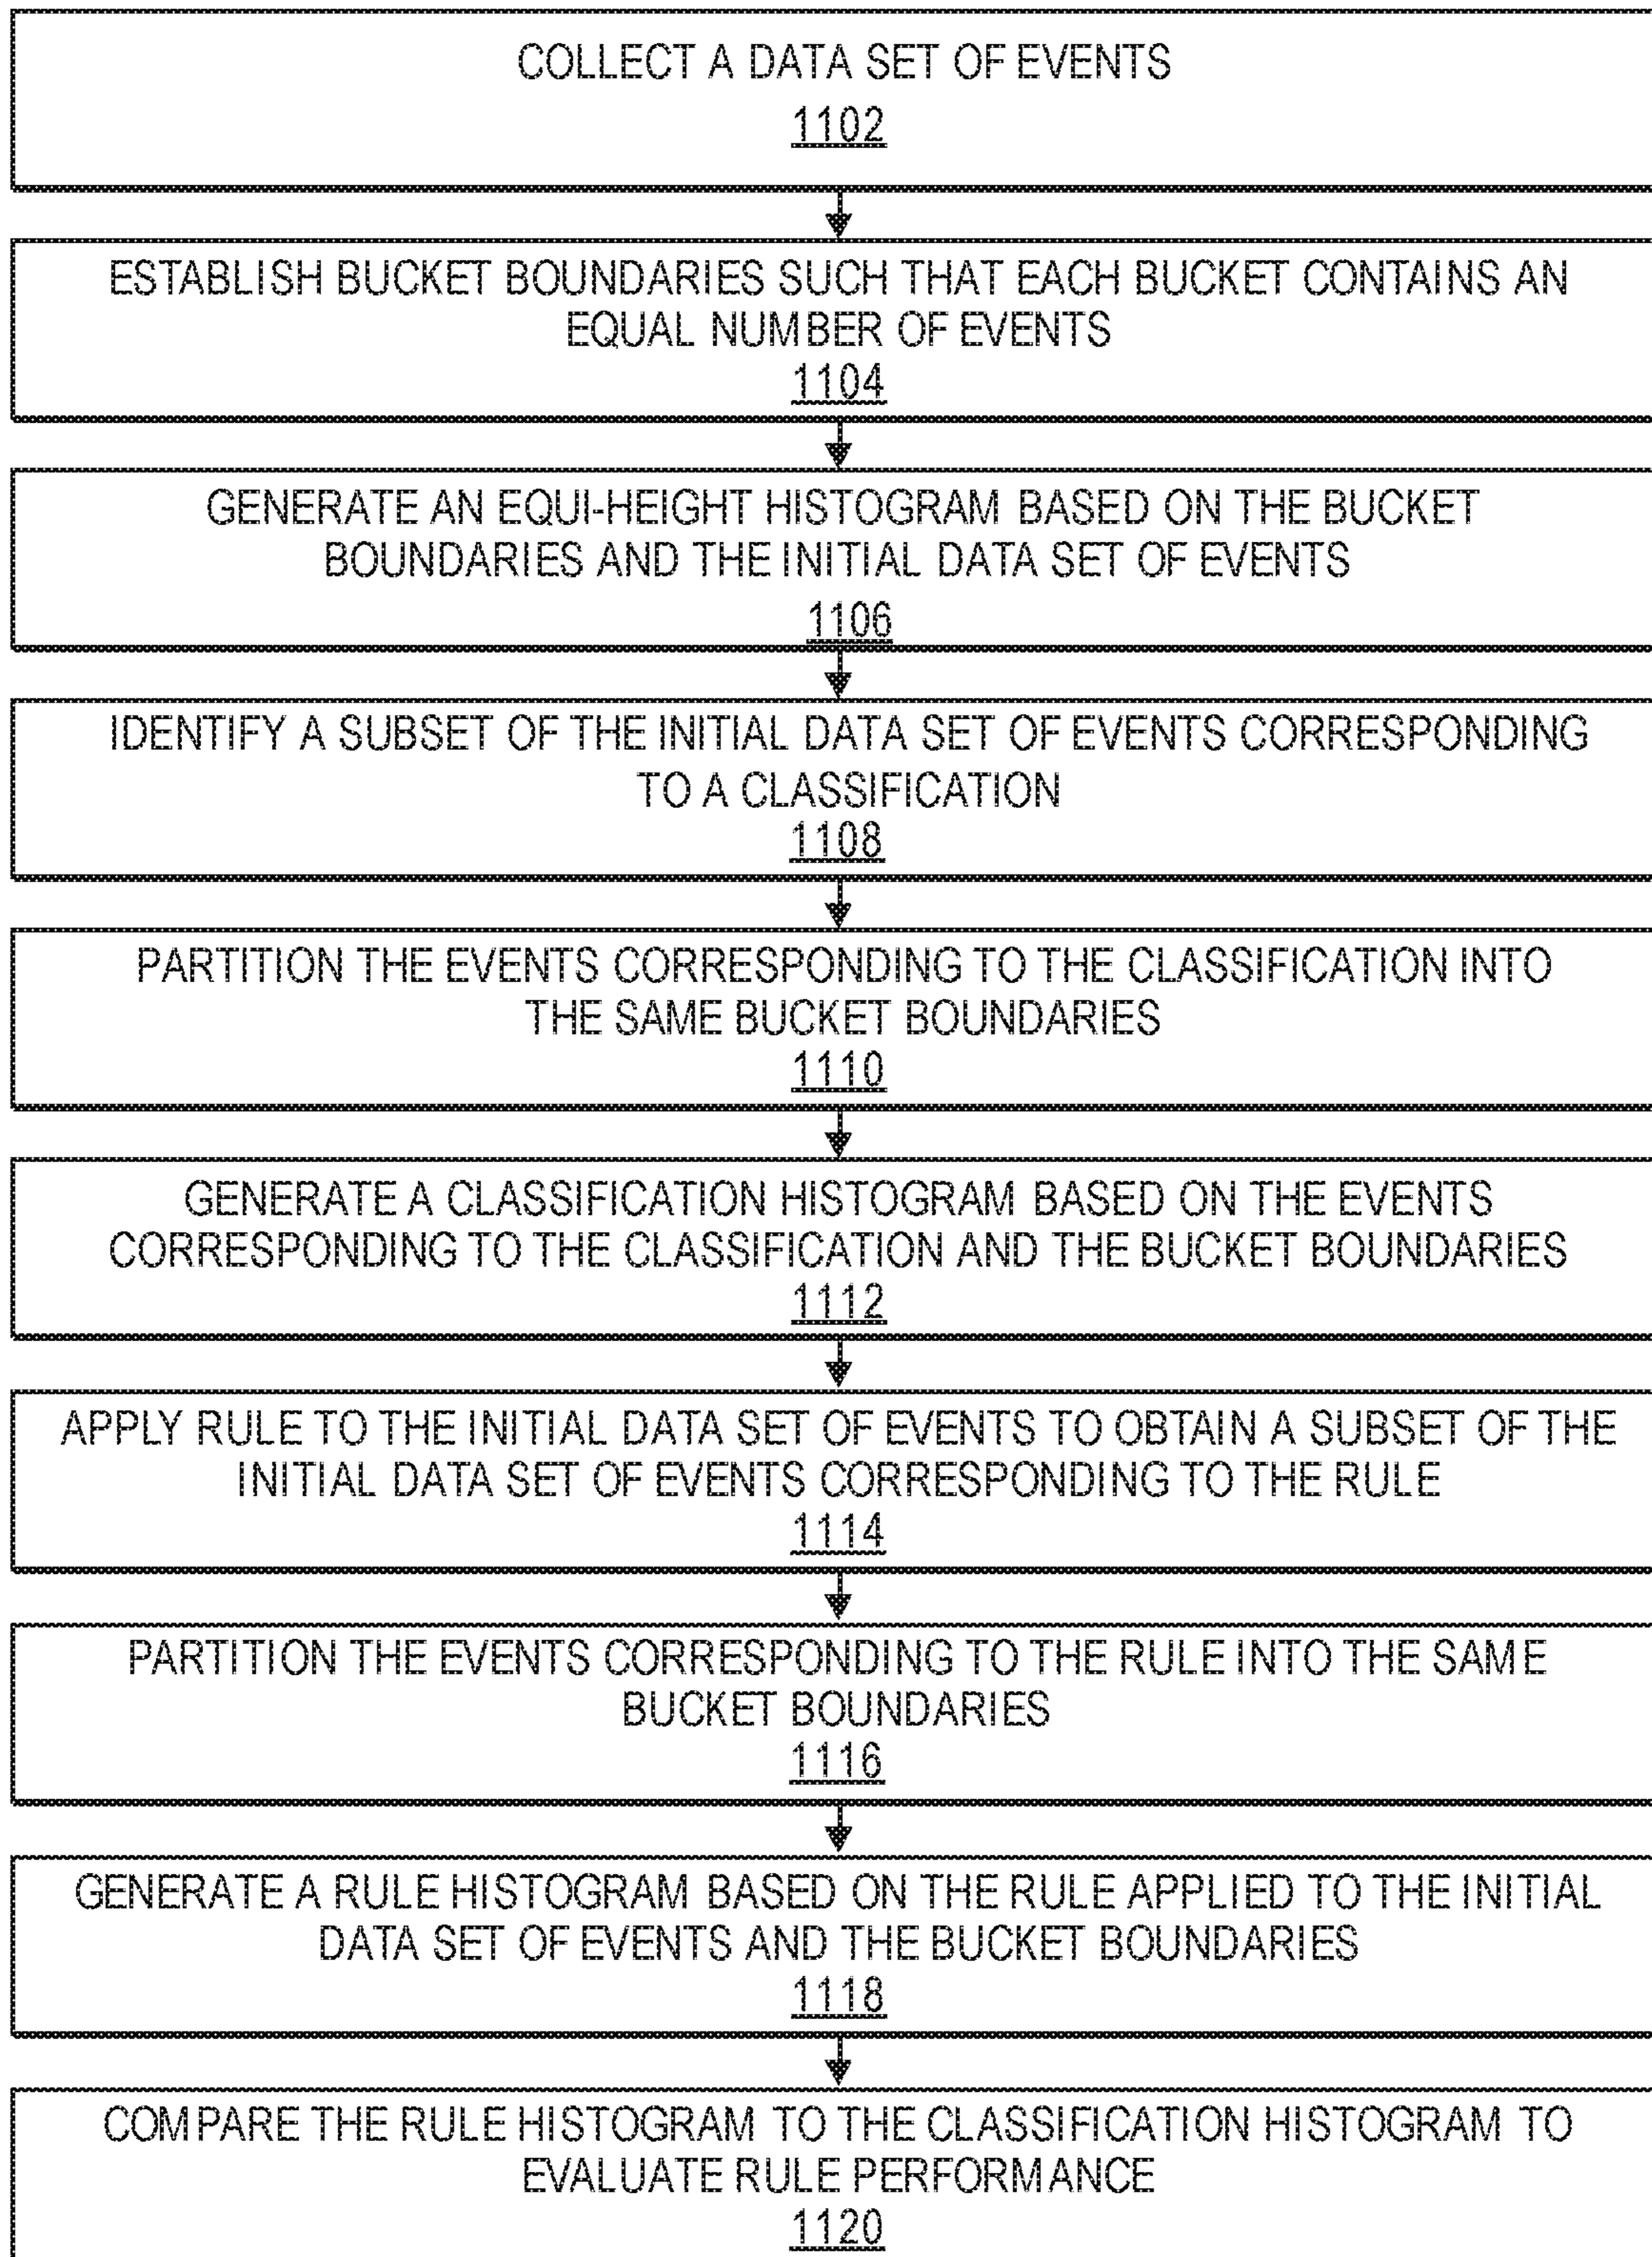 COLLECT A DATA SET OF EVENTS
1102
ESTABLISH BUCKET BOUNDARIES SUCH THAT EACH BUCKET CONTAINS AN
EQUAL NUMBER OF EVENTS
1104
GENERATE AN EQUI-HEIGHT HISTOGRAM BASED ON THE BUCKET
BOUNDARIES AND THE INITIAL DATA SET OF EVENTS
1106
IDENTIFY A SUBSET OF THE INITIAL DATA SET OF EVENTS CORRESPONDING
TO A CLASSIFICATION
1108
PARTITION THE EVENTS CORRESPONDING TO THE CLASSIFICATION INTO
THE SAME BUCKET BOUNDARIES
1110
GENERATE A CLASSIFICATION HISTOGRAM BASED ON THE EVENTS
CORRESPONDING TO THE CLASSIFICATION AND THE BUCKET BOUNDARIES
1112
APPLY RULE TO THE INITIAL DATA SET OF EVENTS TO OBTAIN A SUBSET OF THE
INITIAL DATA SET OF EVENTS CORRESPONDING TO THE RULE
1114
PARTITION THE EVENTS CORRESPONDING TO THE RULE INTO THE SAME
BUCKET BOUNDARIES
1116
GENERATE A RULE HISTOGRAM BASED ON THE RULE APPLIED TO THE INITIAL
DATA SET OF EVENTS AND THE BUCKET BOUNDARIES
1118
COMPARE THE RULE HISTOGRAM TO THE CLASSIFICATION HISTOGRAM TO
EVALUATE RULE PERFORMANCE
1120